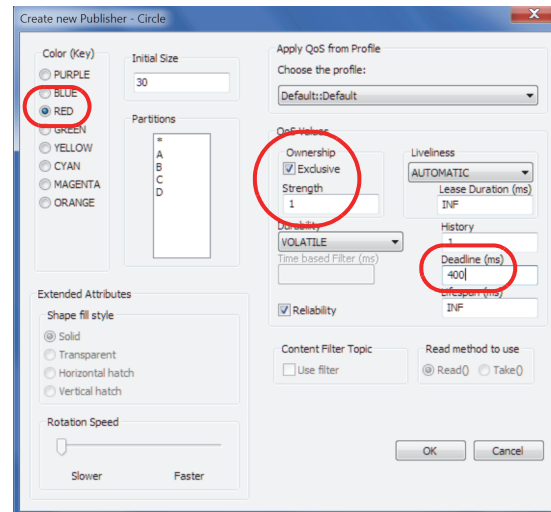 Create new Publisher - Circle
X
Color (Key)
PURPLE
BLUE
RED
GREEN
YELLOW
CYAN
MAGENTA
ORANGE
Initial Size
30
Partitions
*
A
B
C
D
Extended Attributes
Shape fill style
Solid
Transparent
Horizontal hatch
Vertical hatch
Rotation Speed
Slower Faster
Apply QoS from Profile
Choose the profile:
Default::Default
QoS Values
Ownership
Exclusive
Strength
1
Liveliness
AUTOMATIC
Lease Duration (ms)
INF
Durability
VOLATILE
Time based Filter (ms)
History
1
Deadline (ms)
400
Lifespan (ms)
INF
Reliability
Content Filter Topic
Use filter
Read method to use
Read() Take()
OK Cancel